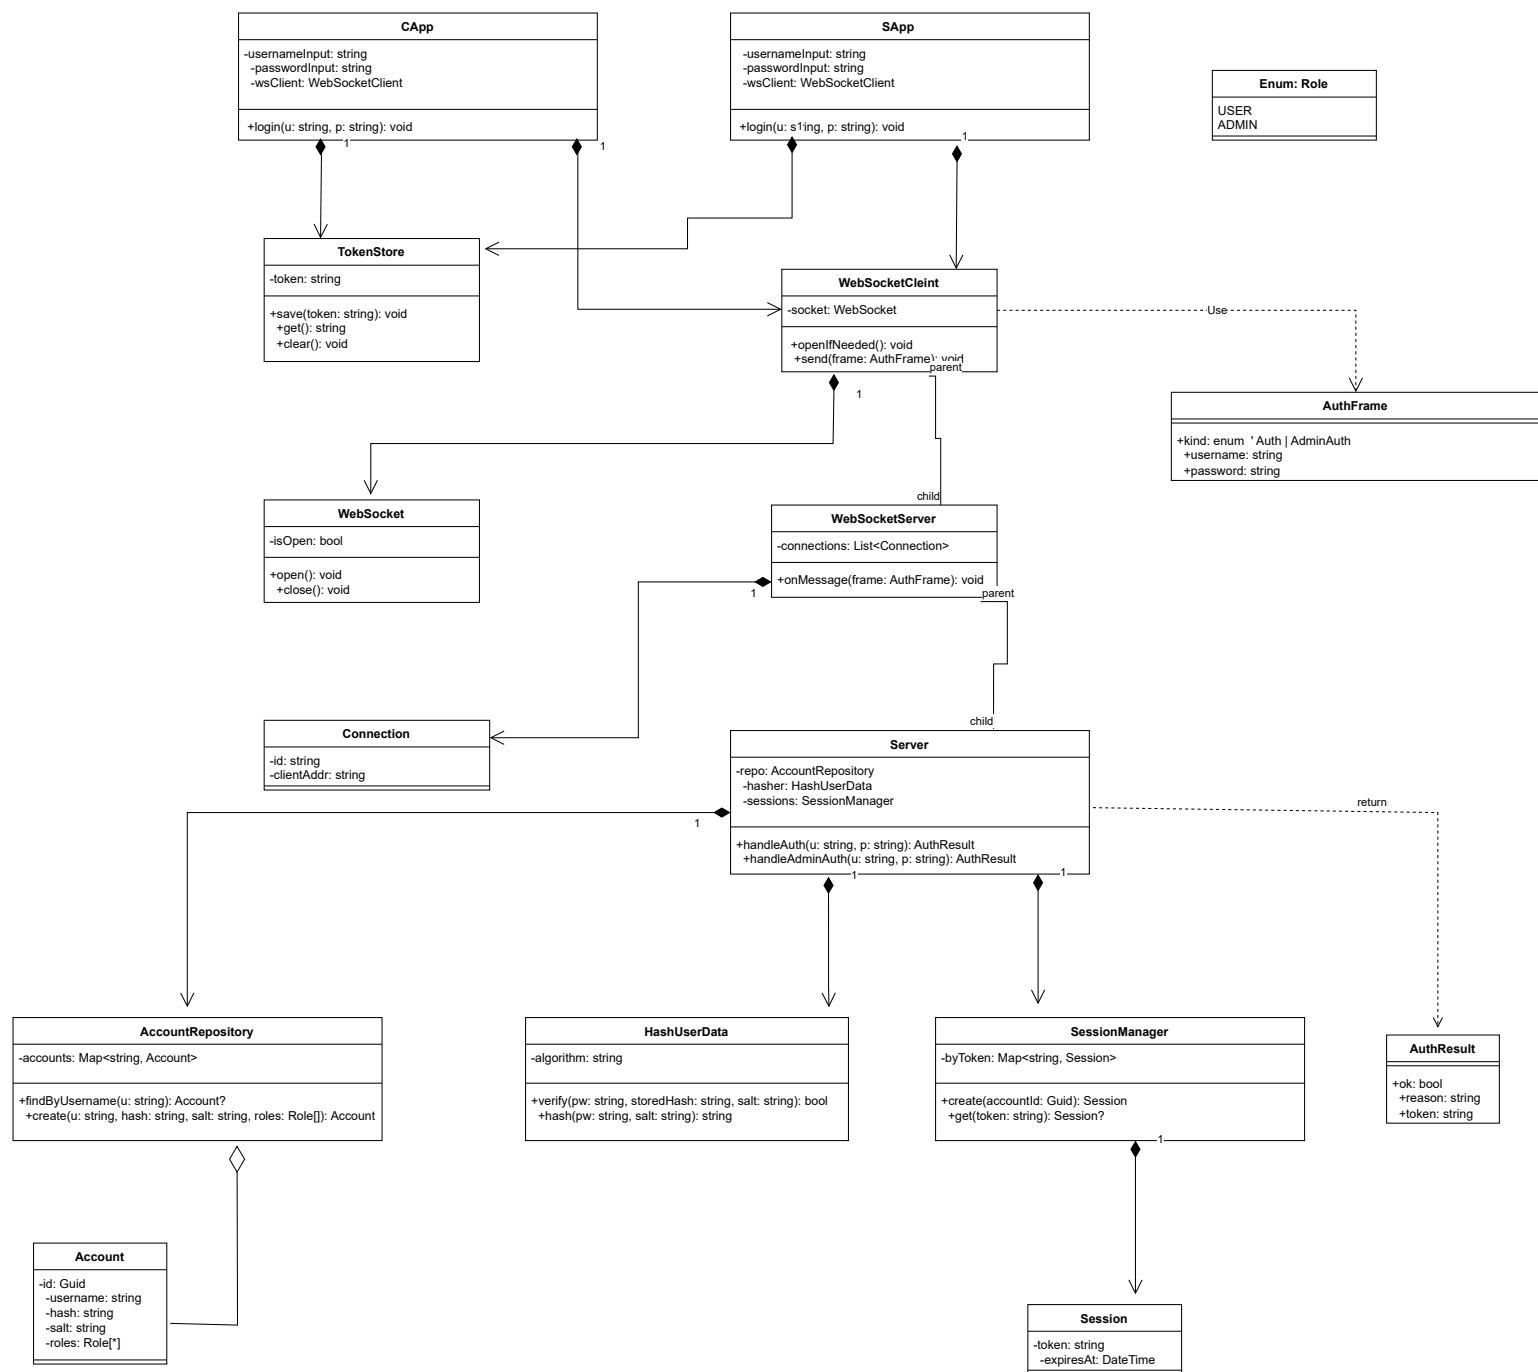 CApp
-usernameInput: string
-passwordInput: string
-wsClient: WebSocketClient
+login(u: string, p: string): void
1
1
SApp
-usernameInput: string
-passwordInput: string
-wsClient: WebSocketClient
+login(u: s1ing, p: string): void
1
Enum: Role
USER
ADMIN
TokenStore
-token: string
+save(token: string): void
+get(): string
+clear(): void
WebSocketCleint
-socket: WebSocket
+openIfNeeded(): void
+send(frame: AuthFrame): void
parent
1
Use
AuthFrame
+kind: enum ' Auth | AdminAuth
+username: string
+password: string
WebSocket
-isOpen: bool
+open(): void
+close(): void
child
WebSocketServer
-connections: List<Connection>
+onMessage(frame: AuthFrame): void
1
parent
Connection
-id: string
-clientAddr: string
child
Server
-repo: AccountRepository
-hasher: HashUserData
-sessions: SessionManager
+handleAuth(u: string, p: string): AuthResult
+handleAdminAuth(u: string, p: string): AuthResult
1
1
1
return
AccountRepository
-accounts: Map<string, Account>
+findByUsername(u: string): Account?
+create(u: string, hash: string, salt: string, roles: Role[]): Account
HashUserData
-algorithm: string
+verify(pw: string, storedHash: string, salt: string): bool
+hash(pw: string, salt: string): string
SessionManager
-byToken: Map<string, Session>
+create(accountId: Guid): Session
+get(token: string): Session?
1
AuthResult
+ok: bool
+reason: string
+token: string
Account
-id: Guid
-username: string
-hash: string
-salt: string
-roles: Role[*]
Session
-token: string
-expiresAt: DateTime